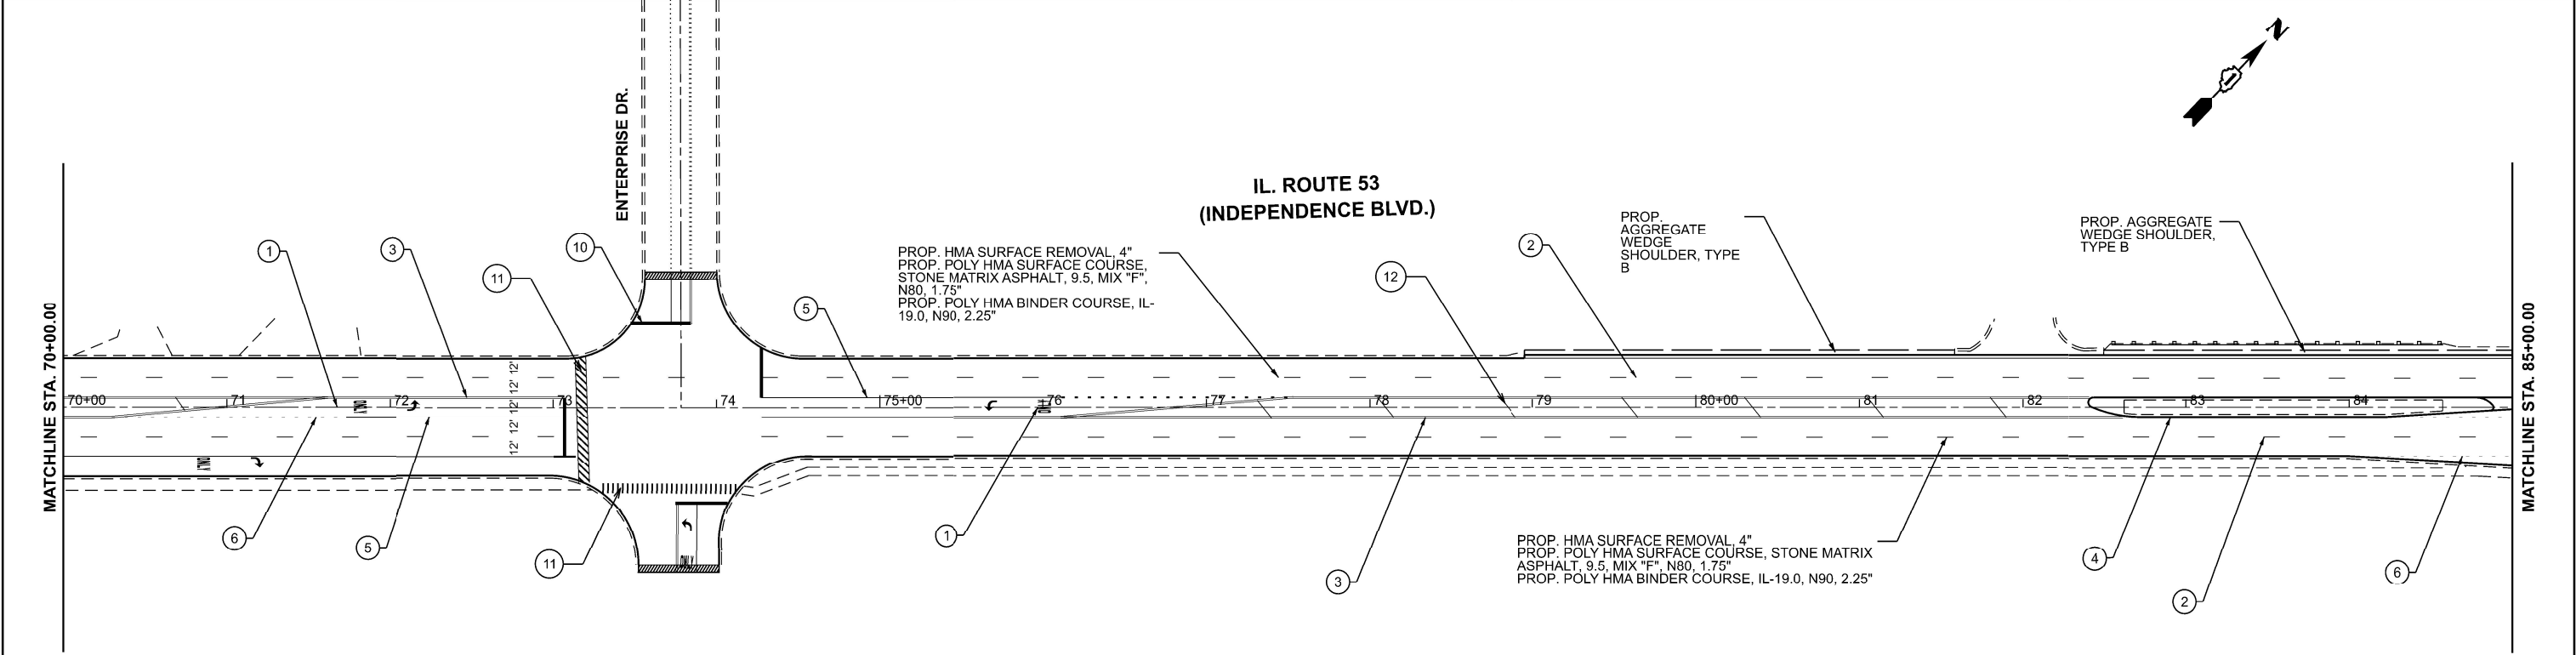 N
ENTERPRISE DR.
IL. ROUTE 53
(INDEPENDENCE BLVD.)
1
3
11
10
5
PROP. HMA SURFACE REMOVAL, 4"
PROP. POLY HMA SURFACE COURSE,
STONE MATRIX ASPHALT, 9.5, MIX "F",
N80, 1.75"
PROP. POLY HMA BINDER COURSE, IL-
19.0, N90, 2.25"
12
2
PROP.
AGGREGATE
WEDGE
SHOULDER, TYPE
B
PROP. AGGREGATE
WEDGE SHOULDER,
TYPE B
MATCHLINE STA. 70+00.00
MATCHLINE STA. 85+00.00
70+00 71 72 73 74 75+00 76 77 78 79 80+00 81 82 83 84
12' 12' 12' 12' 12' 12'
ONLY
ONLY
ONLY
6
5
11
1
3
PROP. HMA SURFACE REMOVAL, 4"
PROP. POLY HMA SURFACE COURSE, STONE MATRIX
ASPHALT, 9.5, MIX "F", N80, 1.75"
PROP. POLY HMA BINDER COURSE, IL-19.0, N90, 2.25"
4
2
6